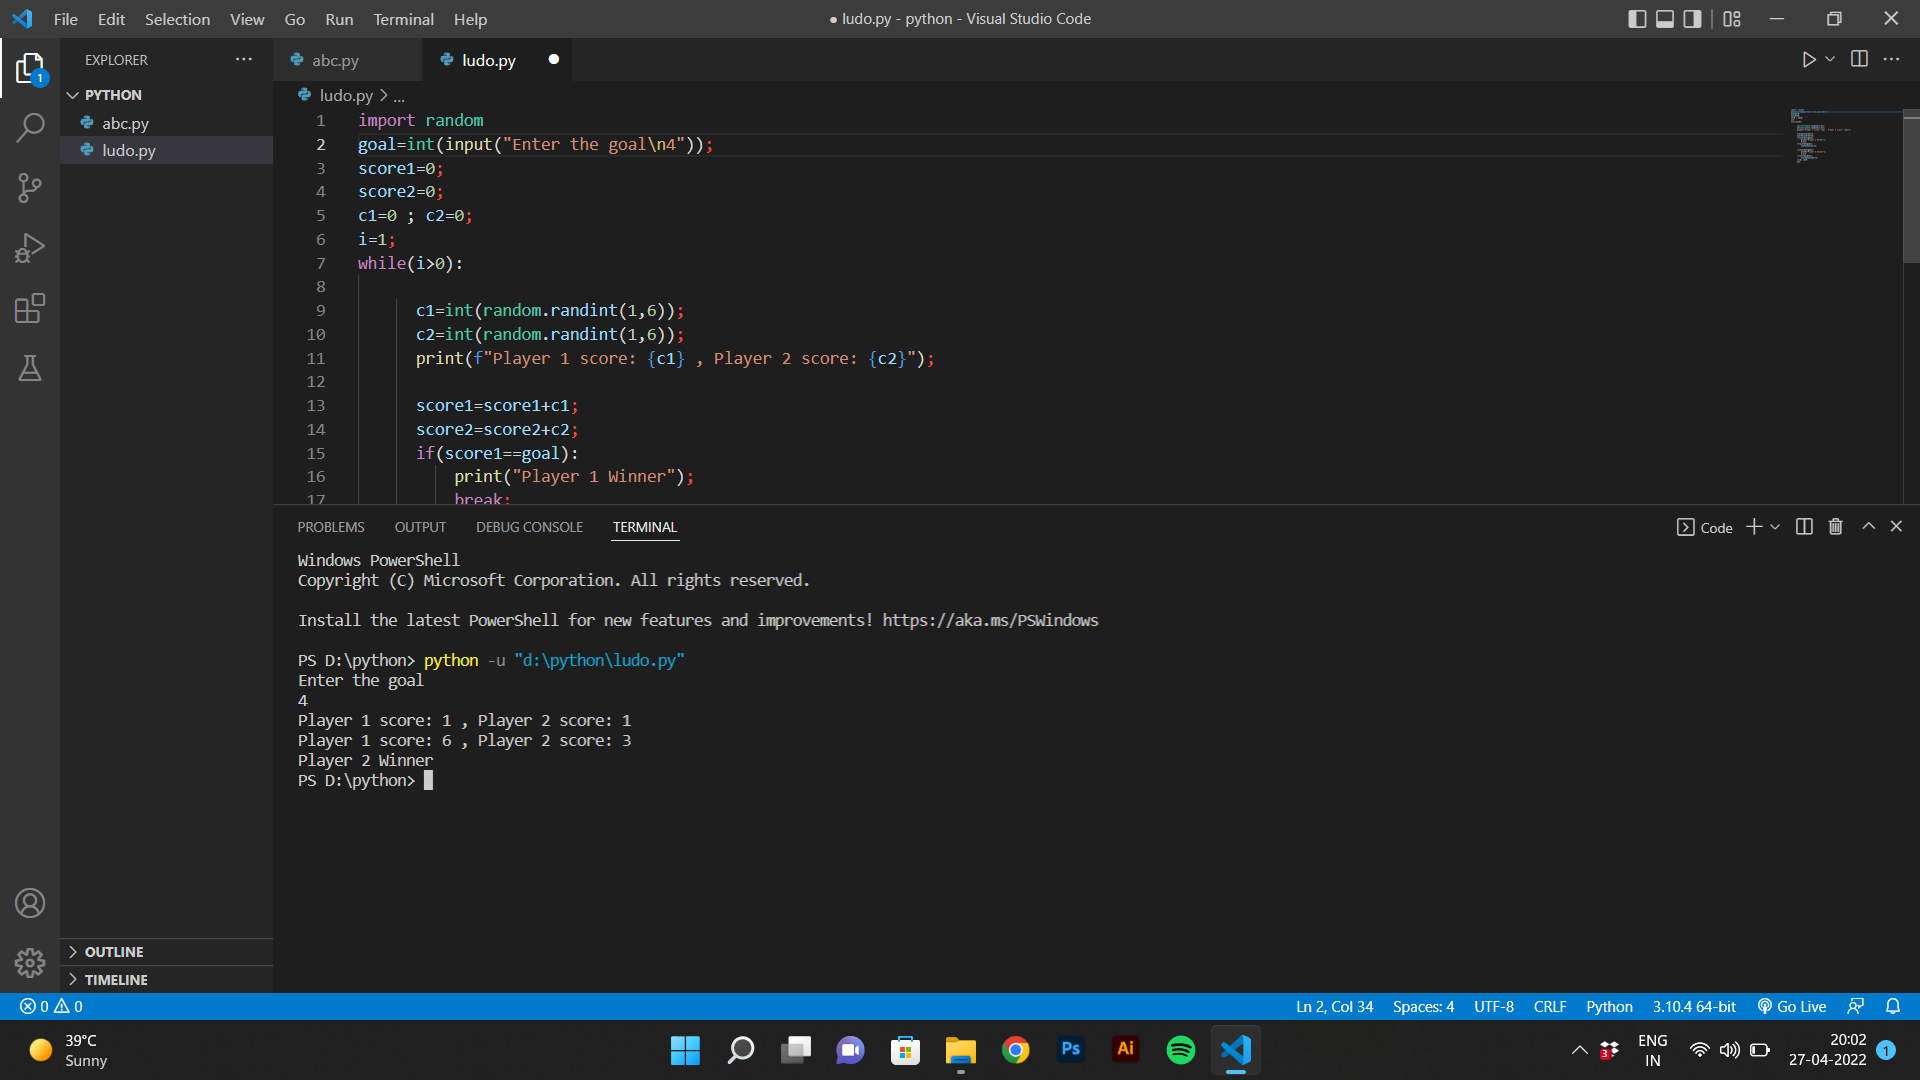 File Edit Selection View Go Run Terminal Help
● ludo.py - python - Visual Studio Code
1
EXPLORER ...
abc.py
ludo.py ●
PYTHON
abc.py
ludo.py
ludo.py > ...
1 import random
2 goal=int(input("Enter the goal\n4"));
3 score1=0;
4 score2=0;
5 c1=0 ; c2=0;
6 i=1;
7 while(i>0):
8
9 c1=int(random.randint(1,6));
10 c2=int(random.randint(1,6));
11 print(f"Player 1 score: {c1} , Player 2 score: {c2}");
12
13 score1=score1+c1;
14 score2=score2+c2;
15 if(score1==goal):
16 print("Player 1 Winner");
17 break;
PROBLEMS OUTPUT DEBUG CONSOLE TERMINAL
Code
Windows PowerShell
Copyright (C) Microsoft Corporation. All rights reserved.
Install the latest PowerShell for new features and improvements! https://aka.ms/PSWindows
PS D:\python> python -u "d:\python\ludo.py"
Enter the goal
4
Player 1 score: 1 , Player 2 score: 1
Player 1 score: 6 , Player 2 score: 3
Player 2 Winner
PS D:\python>
OUTLINE
TIMELINE
0 0
Ln 2, Col 34 Spaces: 4 UTF-8 CRLF Python 3.10.4 64-bit Go Live
39°C
Sunny
Ps
Ai
3
ENG
IN
20:02
27-04-2022
1